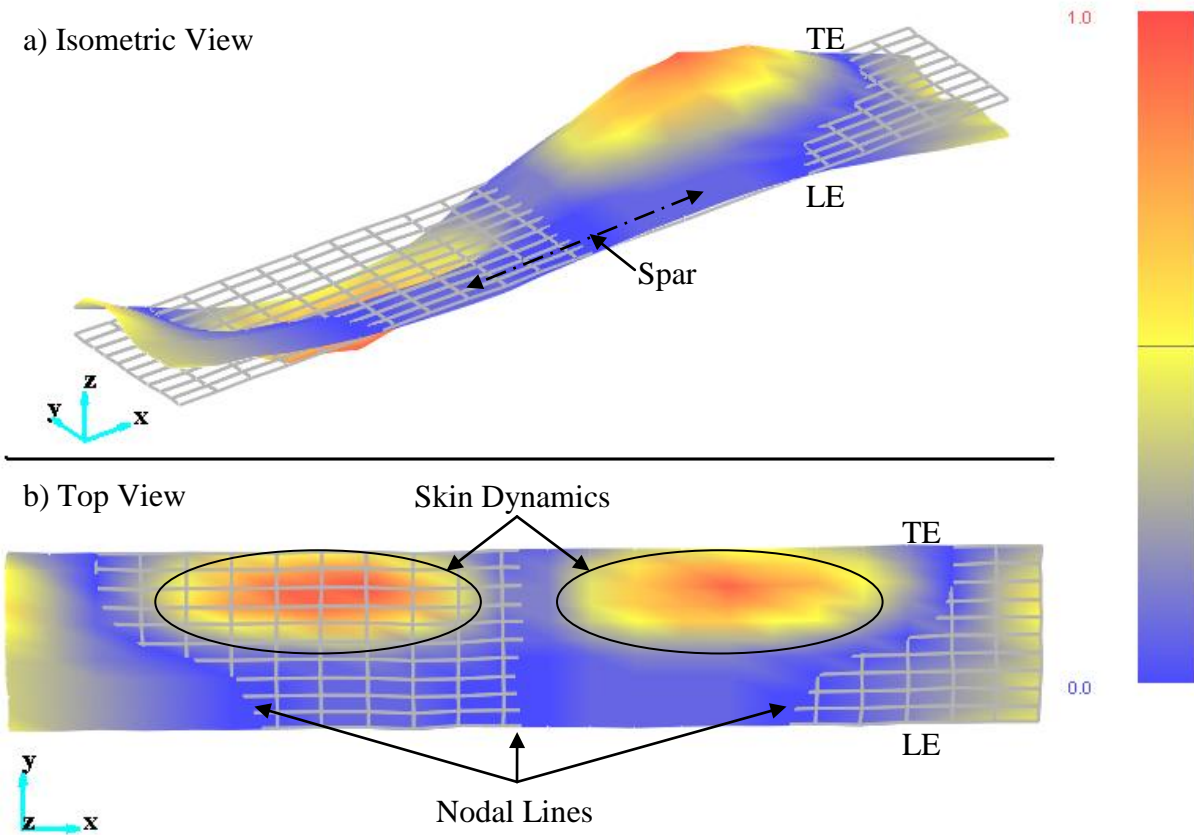 a) Isometric View
1.0
TE
LE
Spar
z
y
x
b) Top View
Skin Dynamics
TE
0.0
LE
y
z
x
Nodal Lines